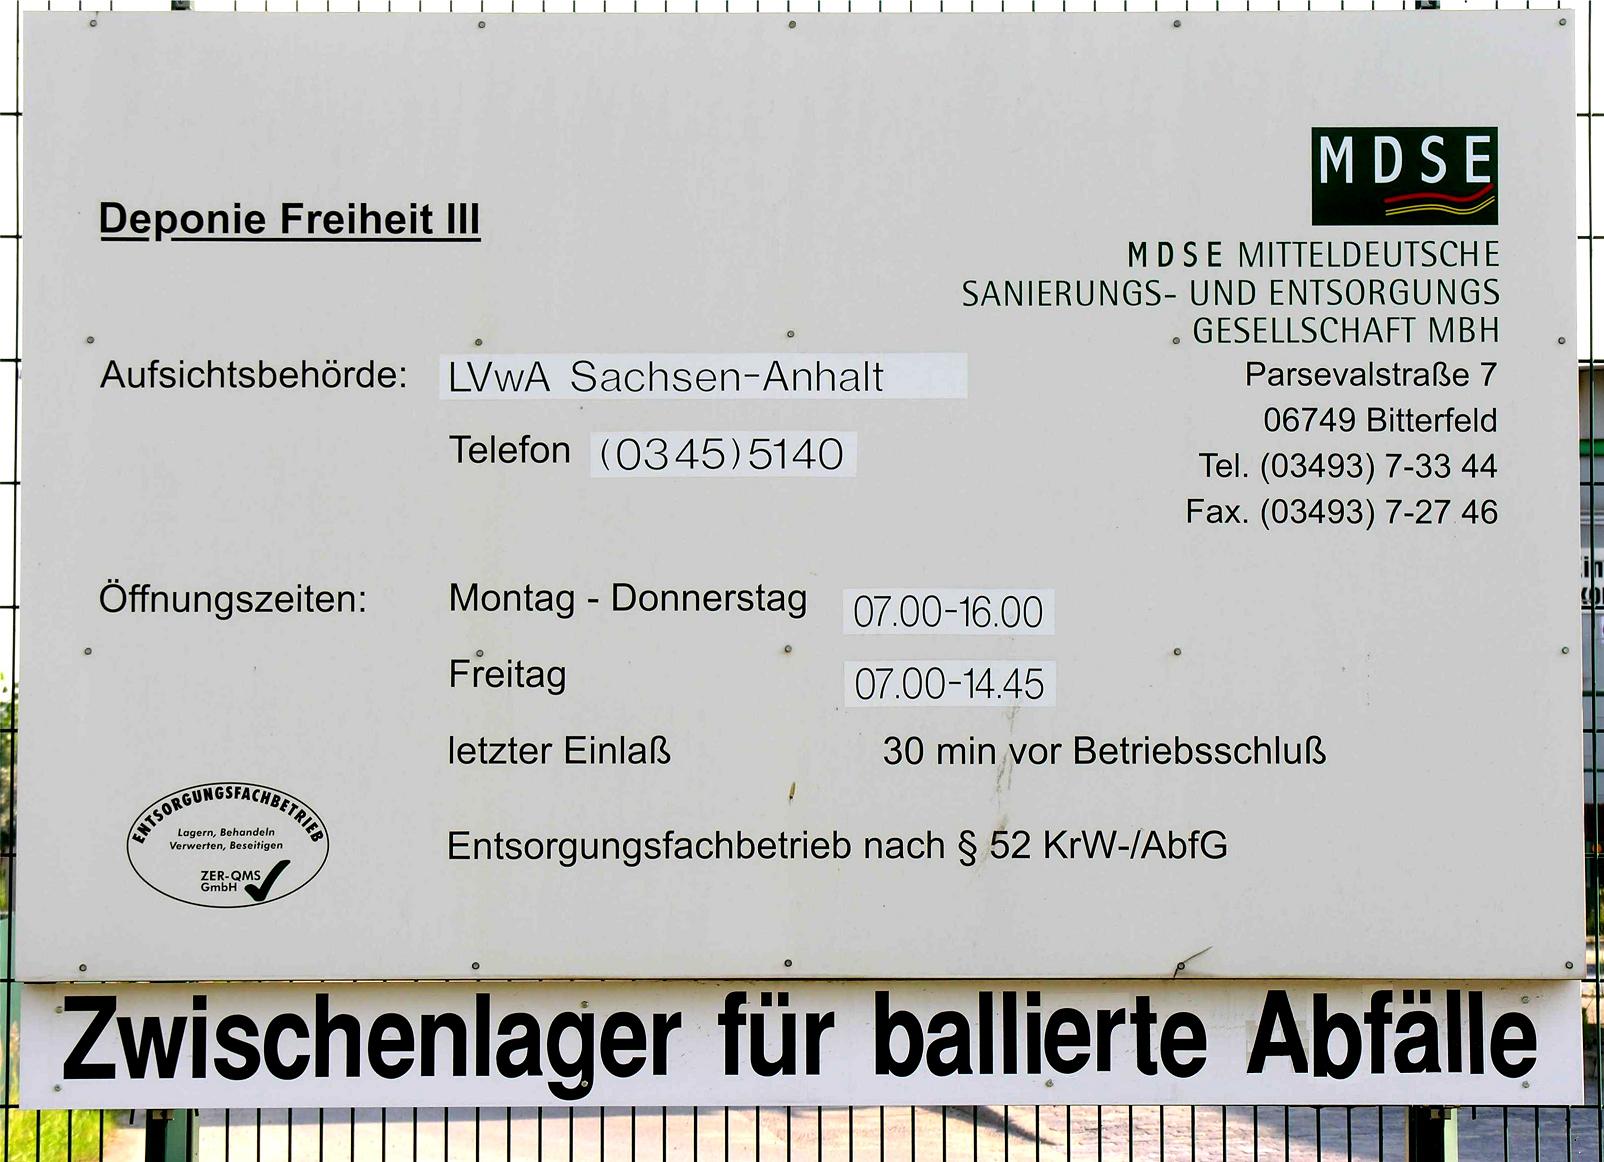 MDSE
Deponie Freiheit III
MDSE MITTELDEUTSCHE
SANIERUNGS- UND ENTSORGUNGS
GESELLSCHAFT MBH
Parsevalstraße 7
06749 Bitterfeld
Tel. (03493) 7-33 44
Fax. (03493) 7-27 46
Aufsichtsbehörde: LVwA Sachsen-Anhalt
Telefon (0345)5140
Öffnungszeiten: Montag - Donnerstag 07.00-16.00
Freitag 07.00-14.45
letzter Einlaß 30 min vor Betriebsschluß
Entsorgungsfachbetrieb nach § 52 KrW-/AbfG
ENTSORGUNGSFACHBETRIEB
Lagern, Behandeln
Verwerten, Beseitigen
ZER-QMS
GmbH
Zwischenlager für ballierte Abfälle